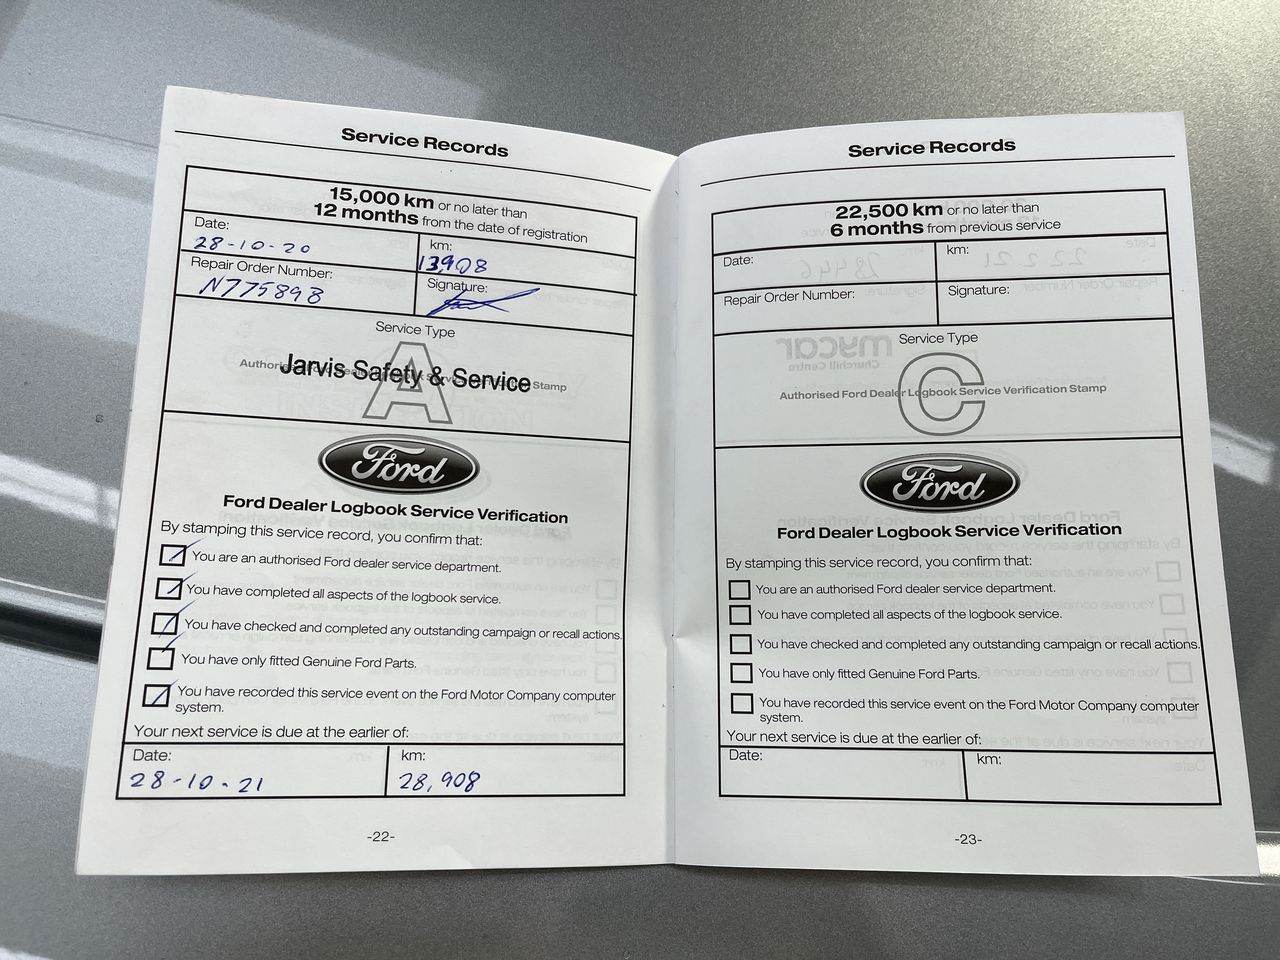 Service Records
15,000 km or no later than
12 months from the date of registration
Date:
28-10-20
km:
13,908
Repair Order Number:
N775898
Signature:
Service Type
A
Jarvis Safety & Service
Ford
Ford Dealer Logbook Service Verification
By stamping this service record, you confirm that:
You are an authorised Ford dealer service department.
You have completed all aspects of the logbook service.
You have checked and completed any outstanding campaign or recall actions.
You have only fitted Genuine Ford Parts.
You have recorded this service event on the Ford Motor Company computer
system.
Your next service is due at the earlier of:
Date:
28-10-21
km:
28,908
-22-
Service Records
22,500 km or no later than
6 months from previous service
Date:
km:
Repair Order Number:
Signature:
Service Type
C
Authorised Ford Dealer Logbook Service Verification Stamp
Ford
Ford Dealer Logbook Service Verification
By stamping this service record, you confirm that:
You are an authorised Ford dealer service department.
You have completed all aspects of the logbook service.
You have checked and completed any outstanding campaign or recall actions.
You have only fitted Genuine Ford Parts.
You have recorded this service event on the Ford Motor Company computer
system.
Your next service is due at the earlier of:
Date:
km:
-23-